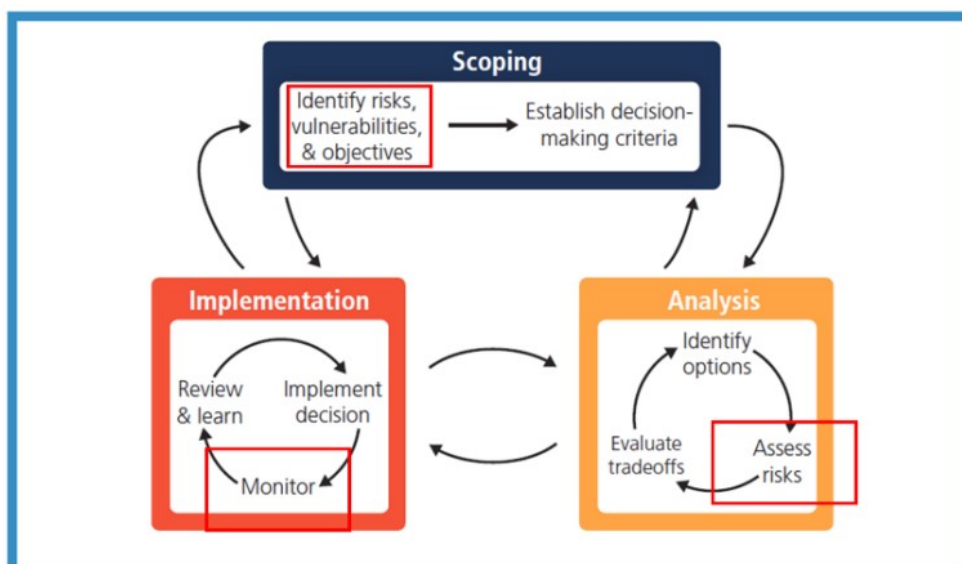 Scoping
Identify risks,
vulnerabilities,
& objectives
Establish decision-
making criteria
Implementation
Review
& learn
Implement
decision
Monitor
Analysis
Identify
options
Evaluate
tradeoffs
Assess
risks